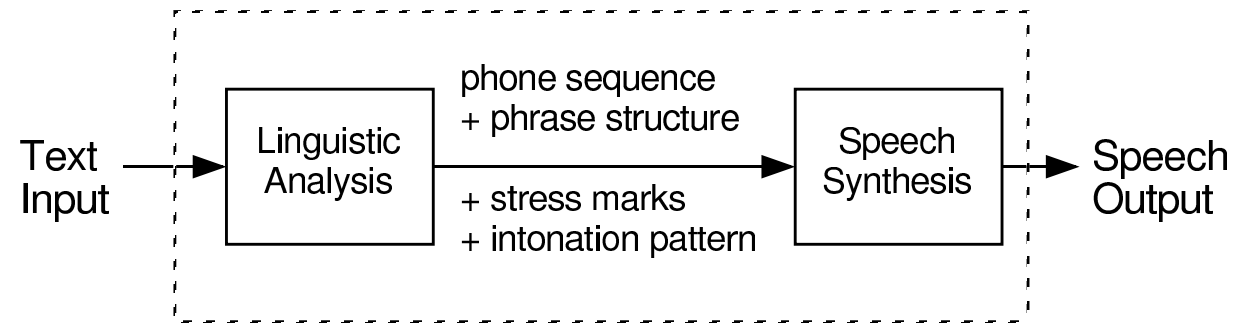 Text
Input
Linguistic
Analysis
phone sequence
+ phrase structure
+ stress marks
+ intonation pattern
Speech
Synthesis
Speech
Output